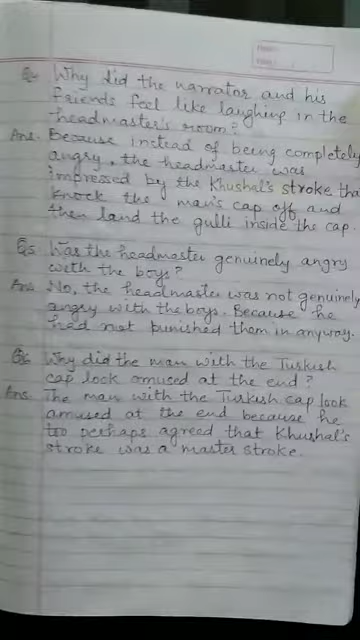 Q4 Why did the narrator and his
friends feel like laughing in the
headmaster's room?
Ans. Because instead of being completely
angry, the headmaster was
impressed by the Khushal's stroke tha
knock the man's cap off and
then land the gulli inside the cap.
Q5 Was the headmaster genuinely angry
with the boys?
Ans No, the headmaster was not genuinely
angry with the boys. Because he
had not punished them in anyway.
Q6 Why did the man with the Turkish
cap look amused at the end?
Ans The man with the Turkish cap look
amused at the end because he
too perhaps agreed that Khushal's
stroke was a master stroke.